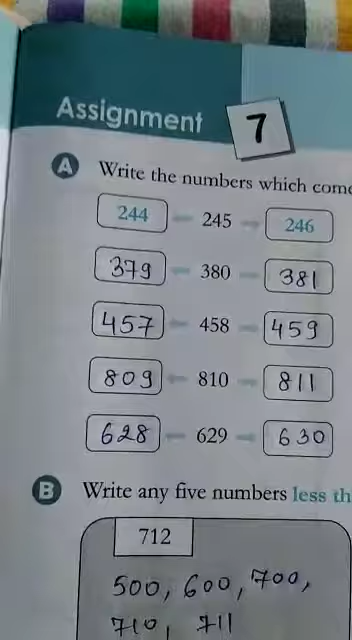 Assignment 7
A Write the numbers which come
244 245 246
379 380 381
457 458 459
809 810 811
628 629 630
B Write any five numbers less th
712
500, 600, 700,
710, 711